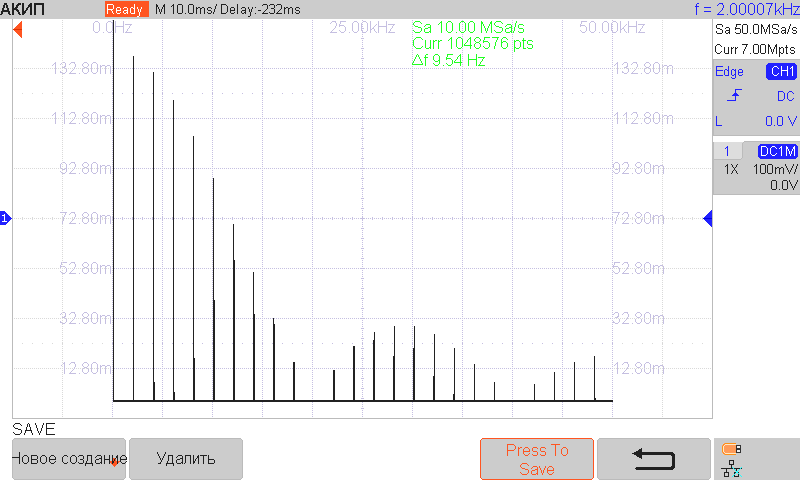 АКИП Ready M 10.0ms/ Delay:-232ms f = 2.00007kHz
0.0Hz 25.00kHz 50.00kHz
Sa 10.00 MSa/s
Curr 1048576 pts
Δf 9.54 Hz
Sa 50.0MSa/s
Curr 7.00Mpts
132.80m 132.80m
112.80m 112.80m
92.80m 92.80m
72.80m 72.80m
52.80m 52.80m
32.80m 32.80m
12.80m 12.80m
1
Edge CH1
DC
L 0.0 V
1 DC1M
1X 100mV/
0.0V
SAVE
Новое создание Удалить Press To
Save